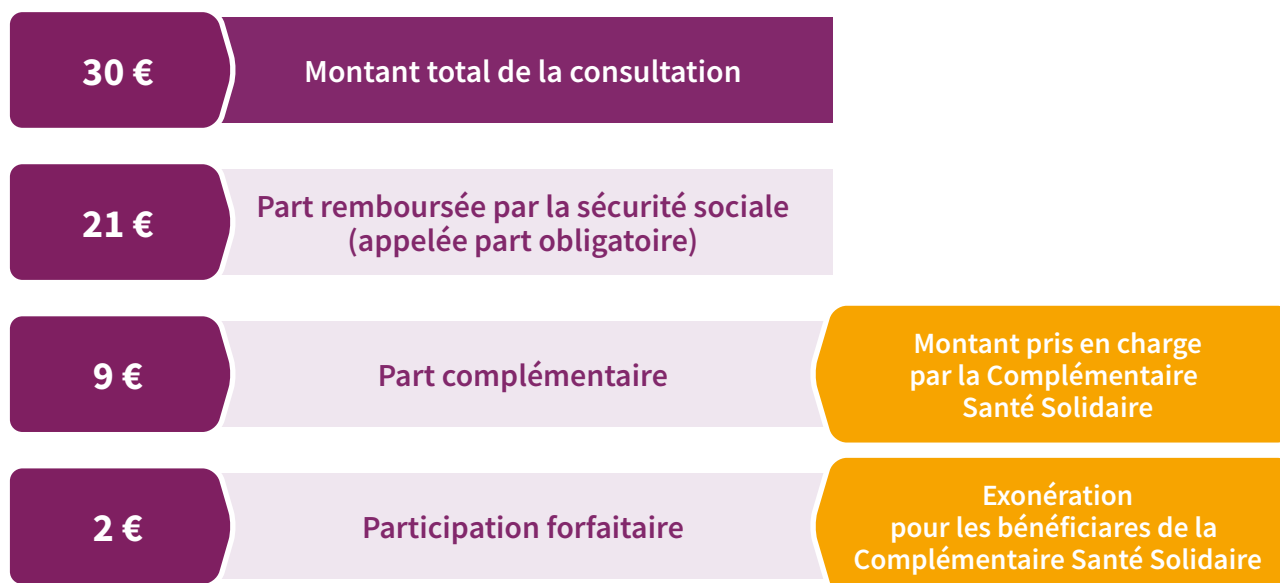 30 €
Montant total de la consultation
21 €
Part remboursée par la sécurité sociale
(appelée part obligatoire)
9 €
Part complémentaire
Montant pris en charge
par la Complémentaire
Santé Solidaire
2 €
Participation forfaitaire
Exonération
pour les bénéficiares de la
Complémentaire Santé Solidaire